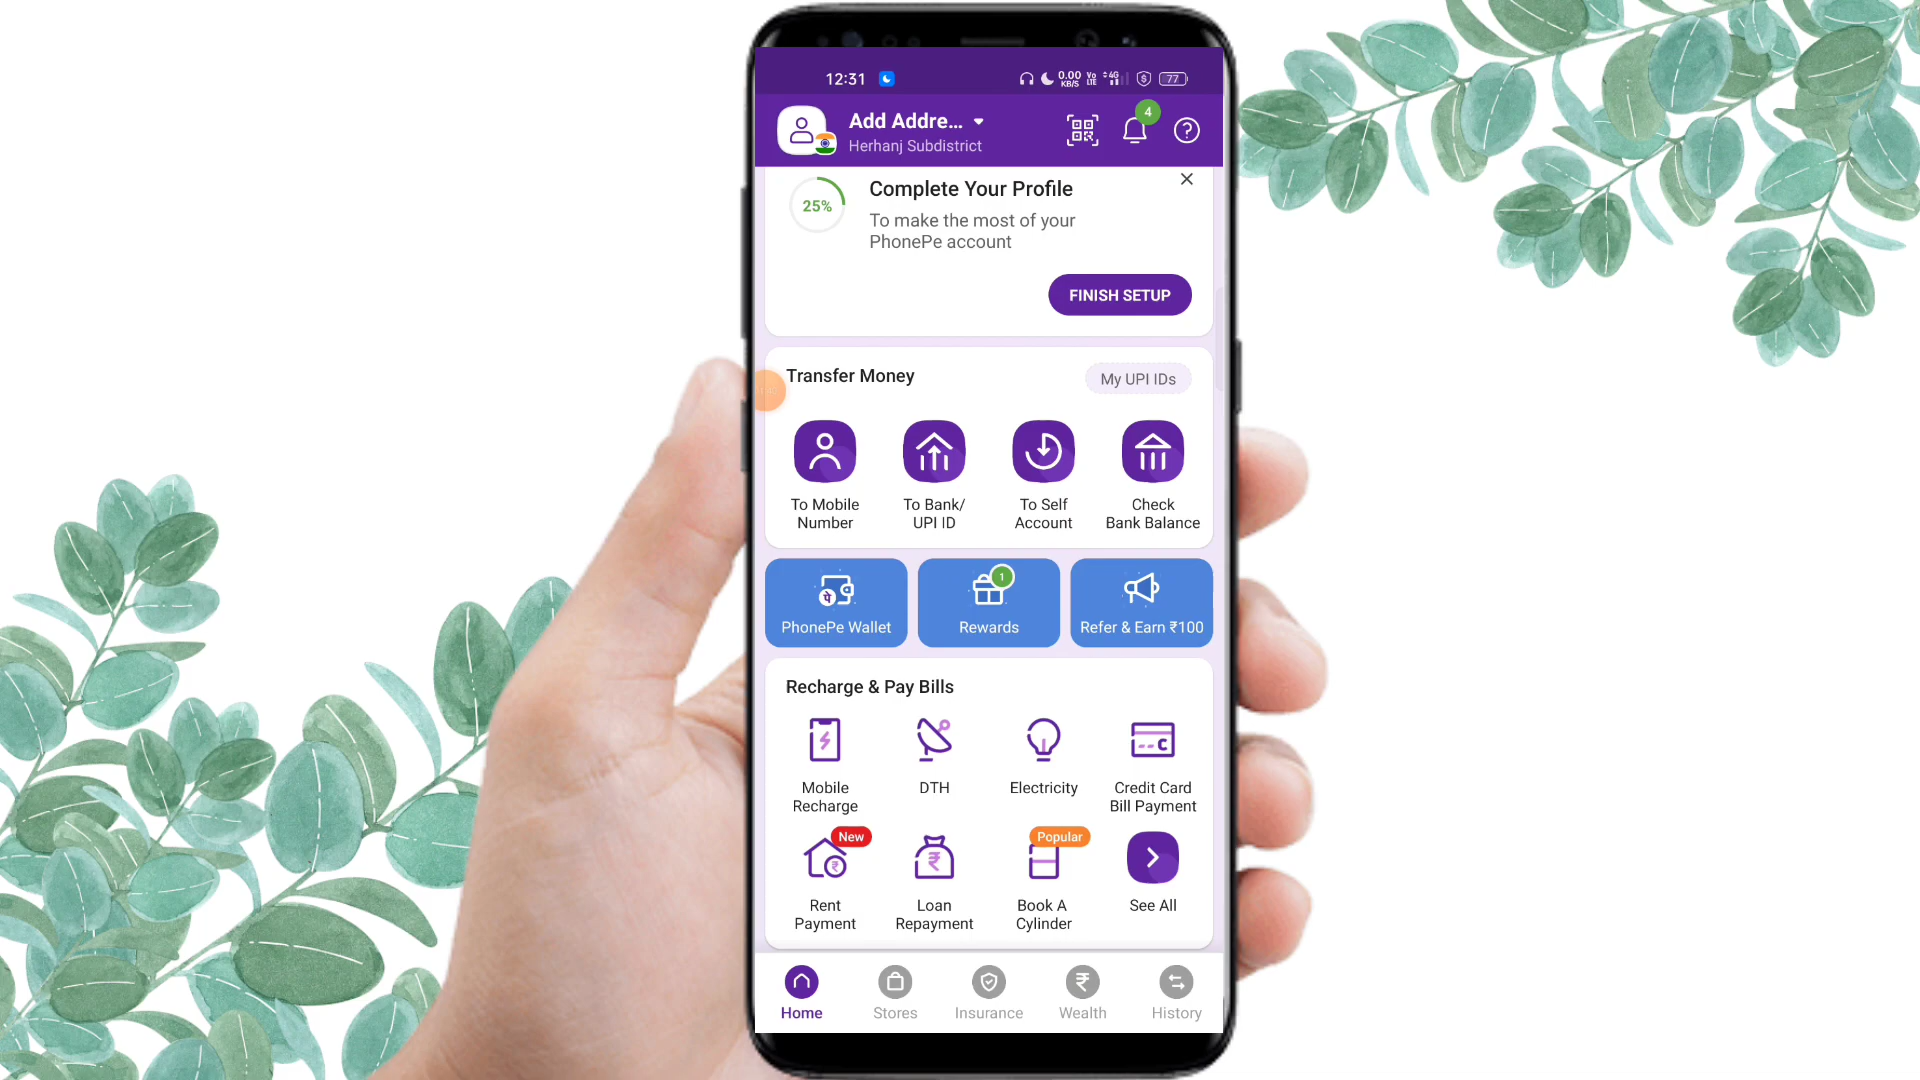 12:31
0.00
KB/S
Vo
LTE
4G
77
Add Addre...
Herhanj Subdistrict
4
25%
Complete Your Profile
To make the most of your
PhonePe account
FINISH SETUP
Transfer Money
My UPI IDs
To Mobile
Number
To Bank/
UPI ID
To Self
Account
Check
Bank Balance
पे
PhonePe Wallet
1
Rewards
Refer & Earn ₹100
Recharge & Pay Bills
Mobile
Recharge
DTH
Electricity
Credit Card
Bill Payment
New
Rent
Payment
Loan
Repayment
Popular
Book A
Cylinder
See All
Home
Stores
Insurance
Wealth
History